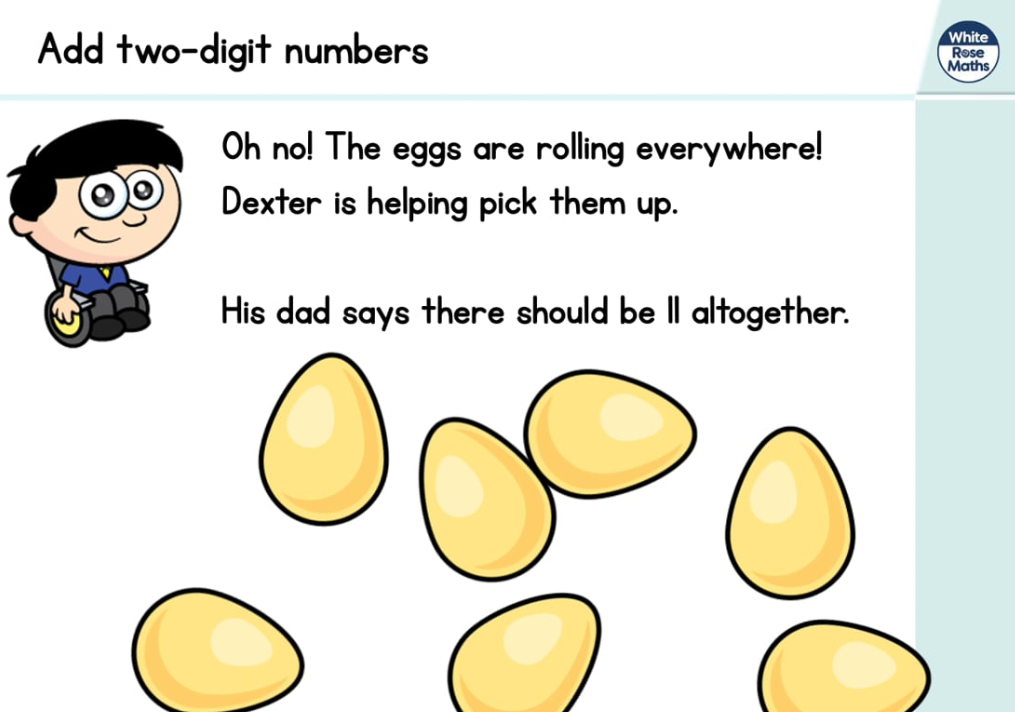 Add two-digit numbers
White
Rose
Maths
Oh no! The eggs are rolling everywhere!
Dexter is helping pick them up.
His dad says there should be 11 altogether.